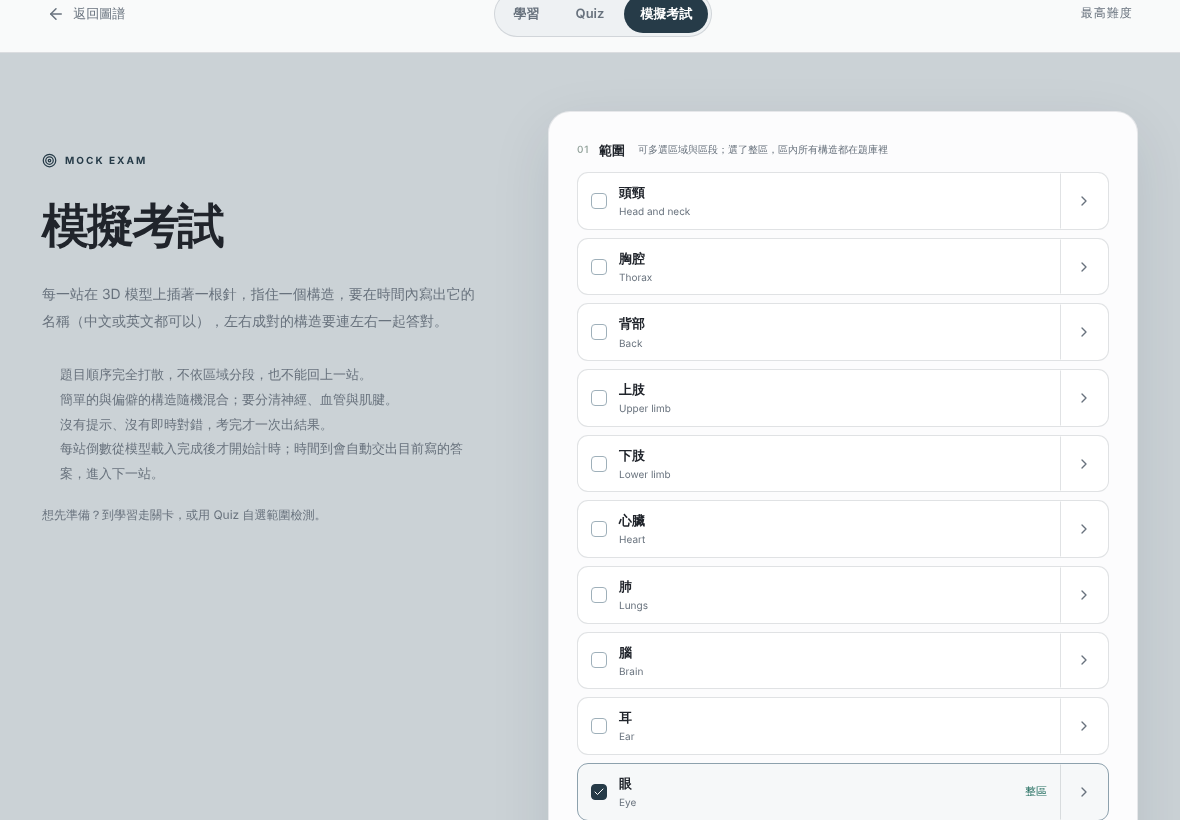 返回圖譜
學習
Quiz
模擬考試
最高難度
MOCK EXAM
模擬考試
每一站在 3D 模型上插著一根針，指住一個構造，要在時間內寫出它的
名稱（中文或英文都可以），左右成對的構造要連左右一起答對。
題目順序完全打散，不依區域分段，也不能回上一站。
簡單的與偏僻的構造隨機混合；要分清神經、血管與肌腱。
沒有提示、沒有即時對錯，考完才一次出結果。
每站倒數從模型載入完成後才開始計時；時間到會自動交出目前寫的答
案，進入下一站。
想先準備？到學習走關卡，或用 Quiz 自選範圍檢測。
01 範圍 可多選區域與區段；選了整區，區內所有構造都在題庫裡
頭頸
Head and neck
胸腔
Thorax
背部
Back
上肢
Upper limb
下肢
Lower limb
心臟
Heart
肺
Lungs
腦
Brain
耳
Ear
眼
Eye
整區